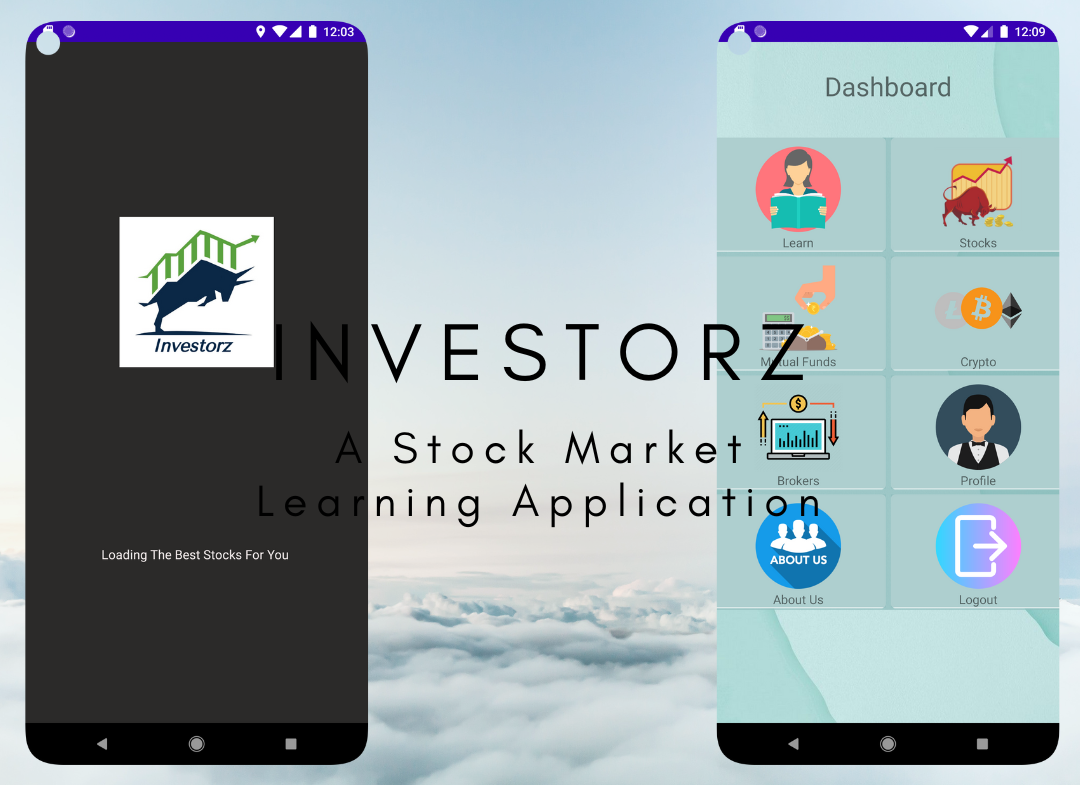 12:03
Investorz
Loading The Best Stocks For You
INVESTORZ
A Stock Market
Learning Application
12:09
Dashboard
Learn
Stocks
Mutual Funds
Crypto
Brokers
Profile
ABOUT US
About Us
Logout